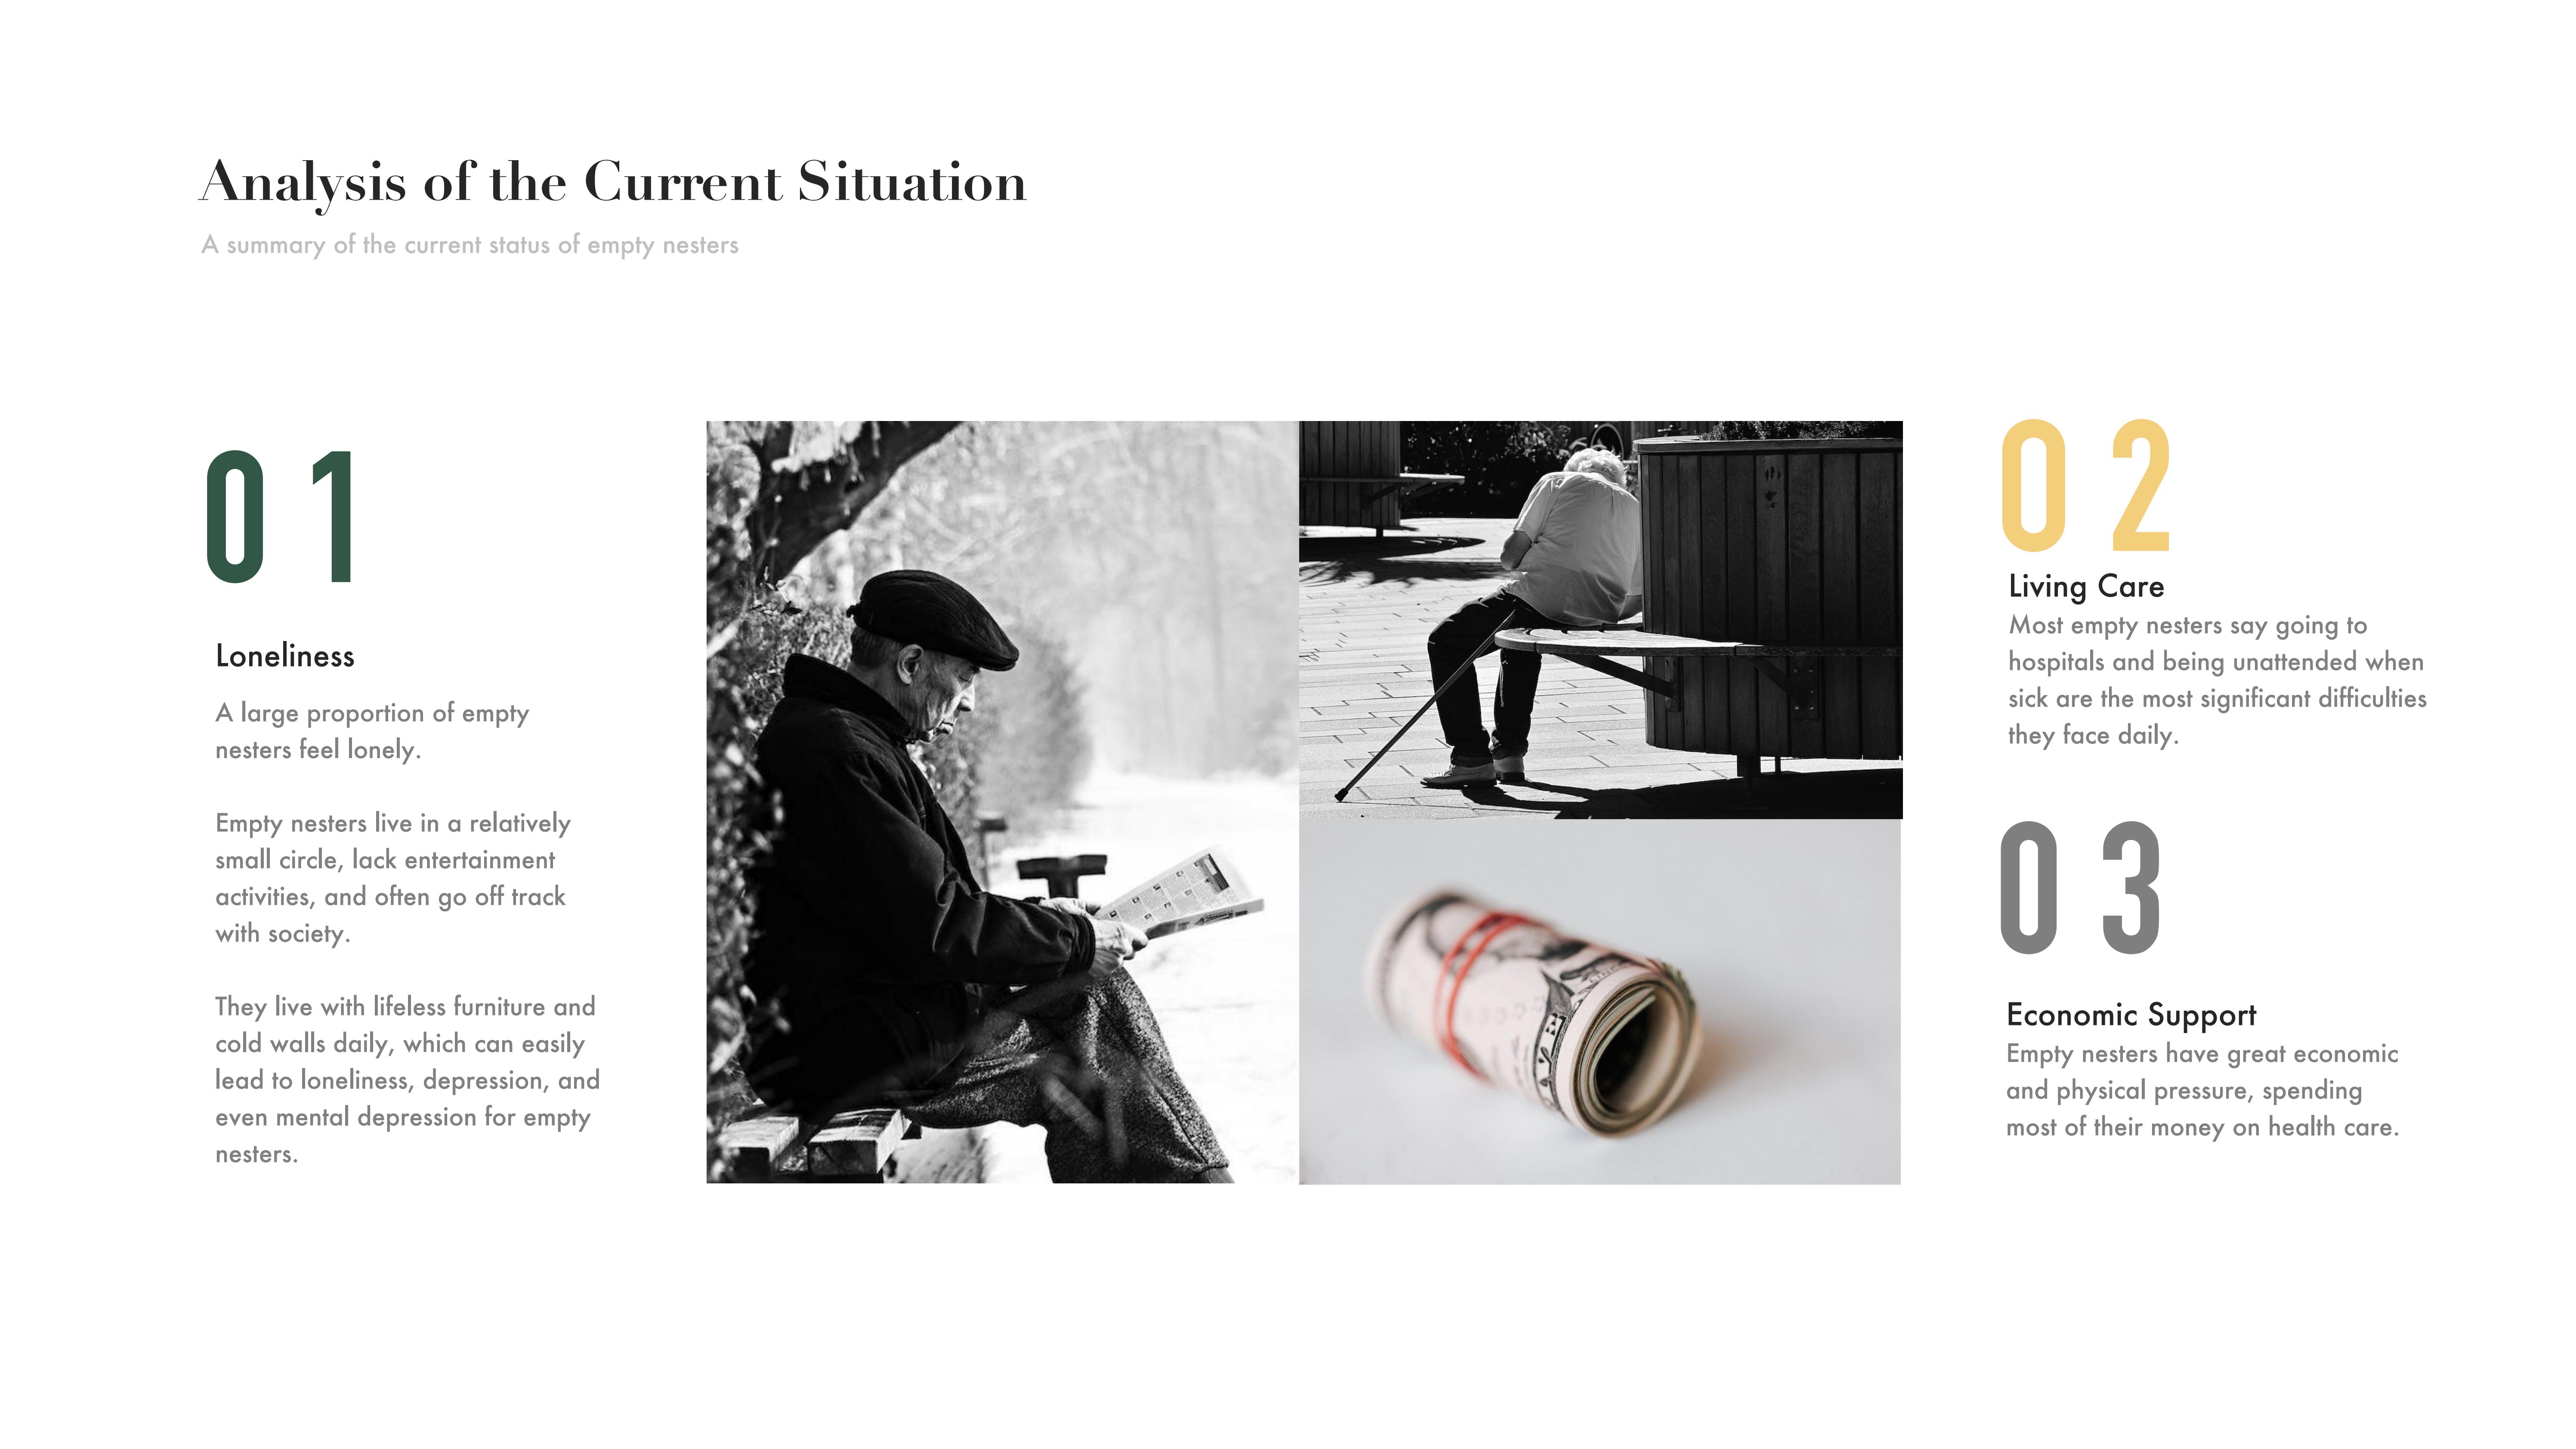 Analysis of the Current Situation
A summary of the current status of empty nesters
01
Loneliness
A large proportion of empty
nesters feel lonely.
Empty nesters live in a relatively
small circle, lack entertainment
activities, and often go off track
with society.
They live with lifeless furniture and
cold walls daily, which can easily
lead to loneliness, depression, and
even mental depression for empty
nesters.
02
Living Care
Most empty nesters say going to
hospitals and being unattended when
sick are the most significant difficulties
they face daily.
03
Economic Support
Empty nesters have great economic
and physical pressure, spending
most of their money on health care.